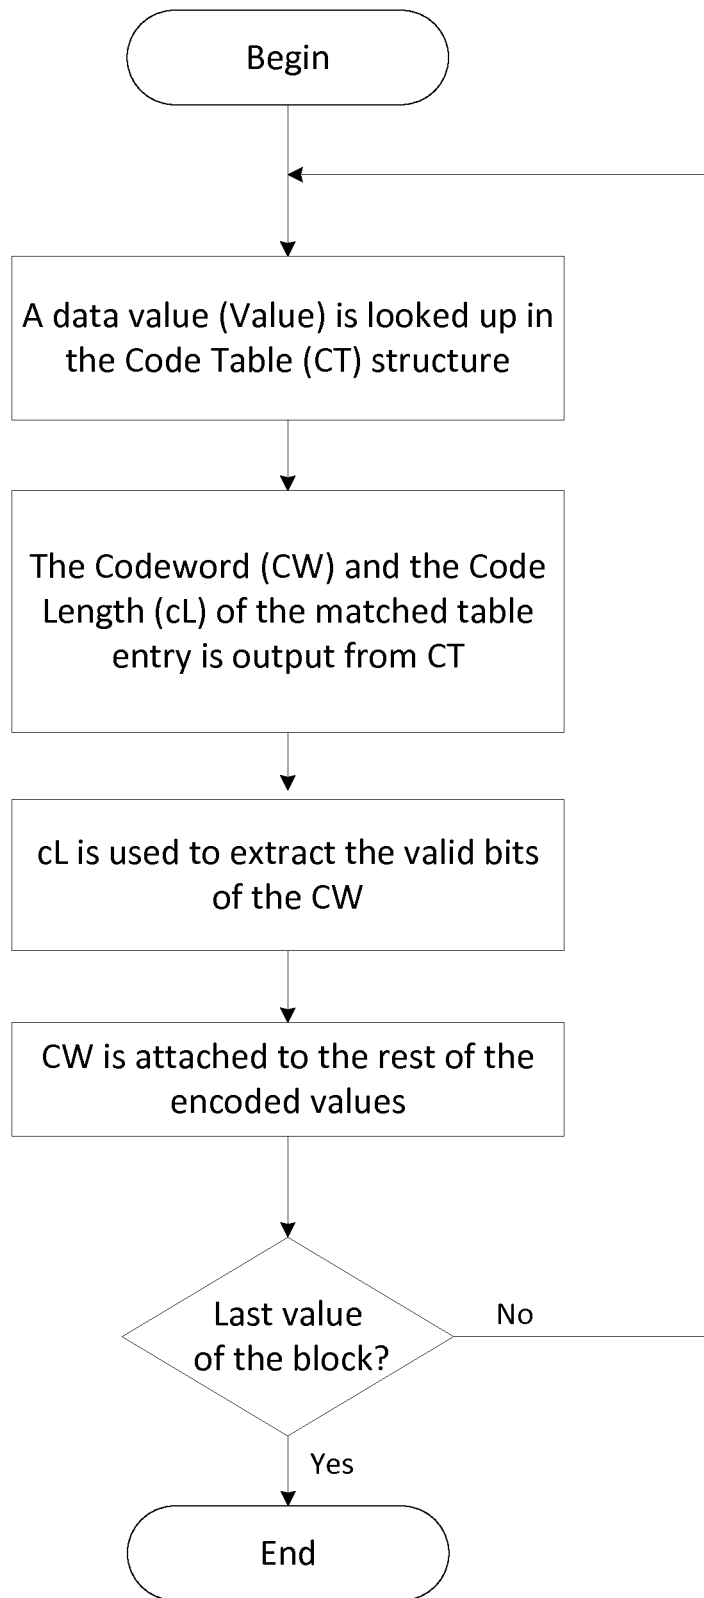 Begin
A data value (Value) is looked up in
the Code Table (CT) structure
The Codeword (CW) and the Code
Length (cL) of the matched table
entry is output from CT
cL is used to extract the valid bits
of the CW
CW is attached to the rest of the
encoded values
Last value
of the block?
No
Yes
End